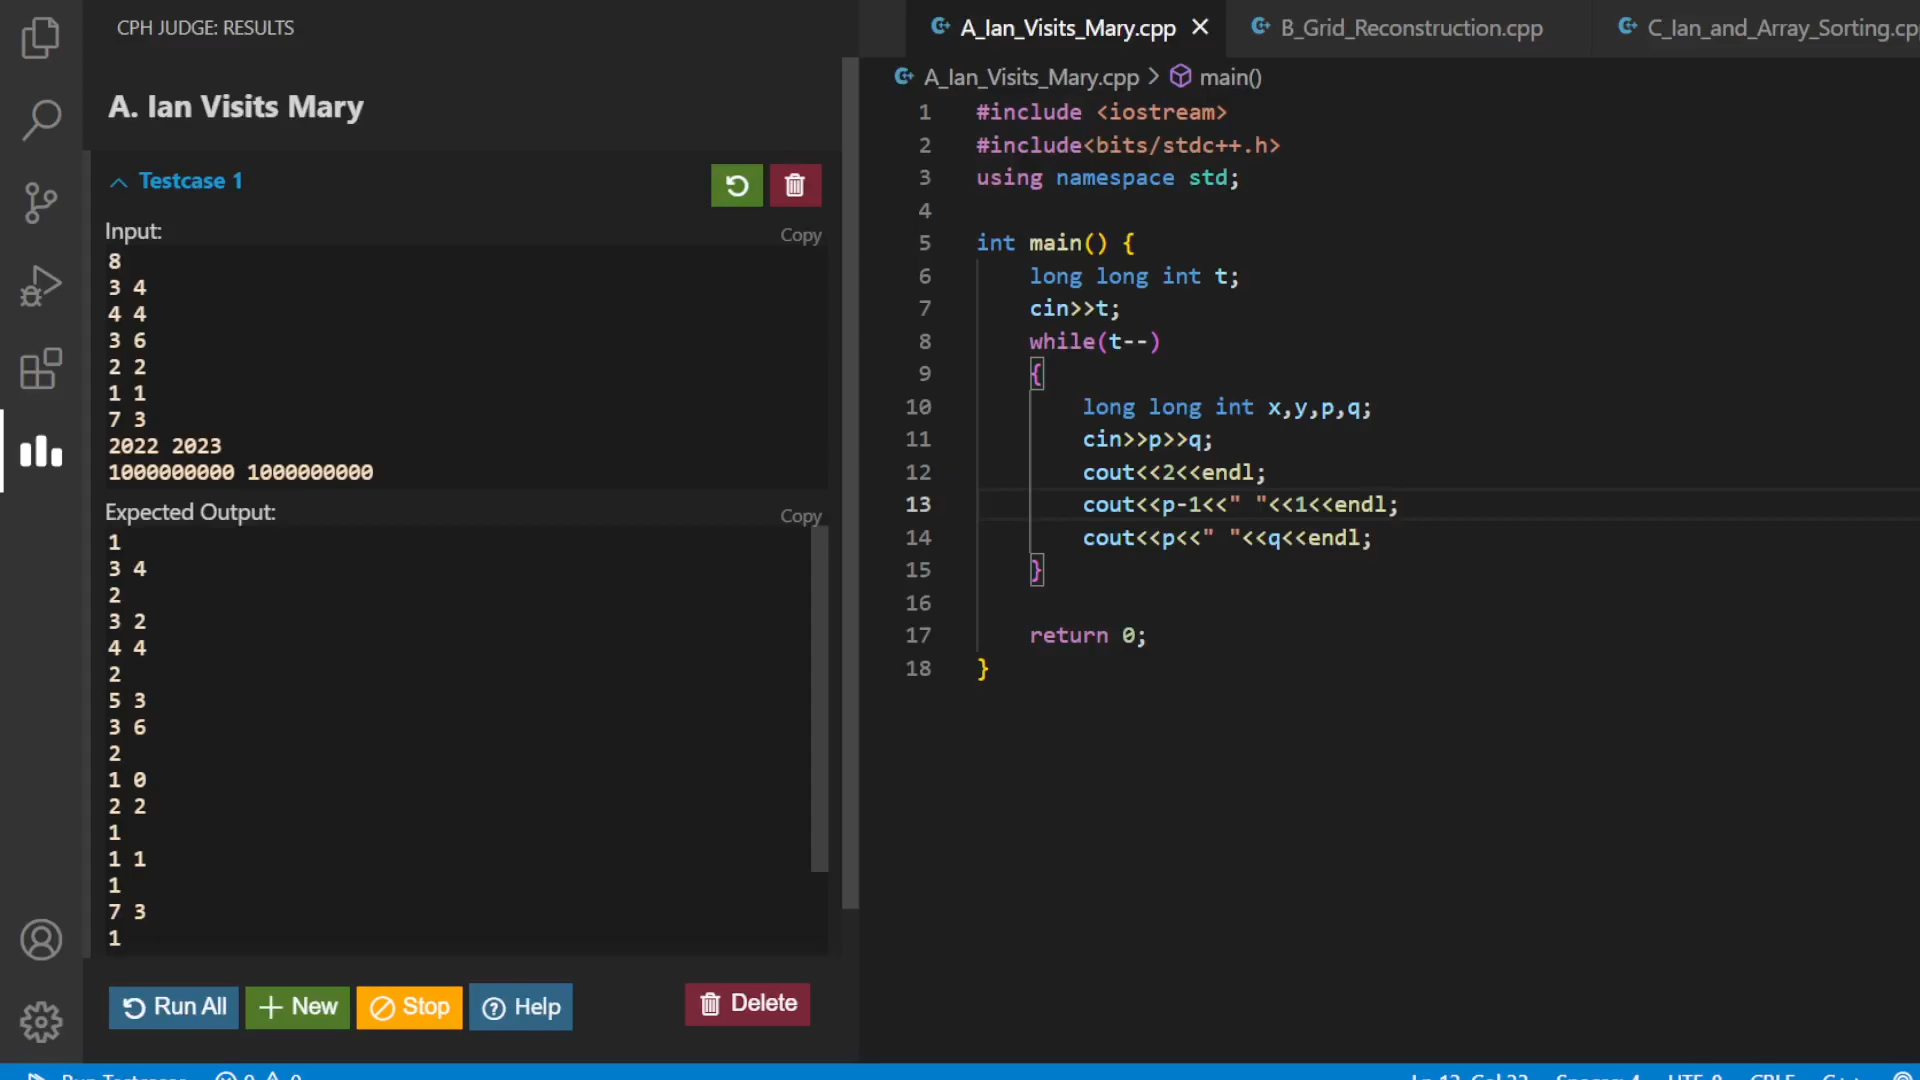 CPH JUDGE: RESULTS
A. Ian Visits Mary
Testcase 1
Input:
Copy
8
3 4
4 4
3 6
2 2
1 1
7 3
2022 2023
1000000000 1000000000
Expected Output:
Copy
1
3 4
2
3 2
4 4
2
5 3
3 6
2
1 0
2 2
1
1 1
1
7 3
1
Run All
New
Stop
Help
Delete
A_Ian_Visits_Mary.cpp
B_Grid_Reconstruction.cpp
C_Ian_and_Array_Sorting.cp
A_Ian_Visits_Mary.cpp > main()
1 #include <iostream>
2 #include<bits/stdc++.h>
3 using namespace std;
4
5 int main() {
6 long long int t;
7 cin>>t;
8 while(t--)
9 {
10 long long int x,y,p,q;
11 cin>>p>>q;
12 cout<<2<<endl;
13 cout<<p-1<<" "<<1<<endl;
14 cout<<p<<" "<<q<<endl;
15 }
16
17 return 0;
18 }